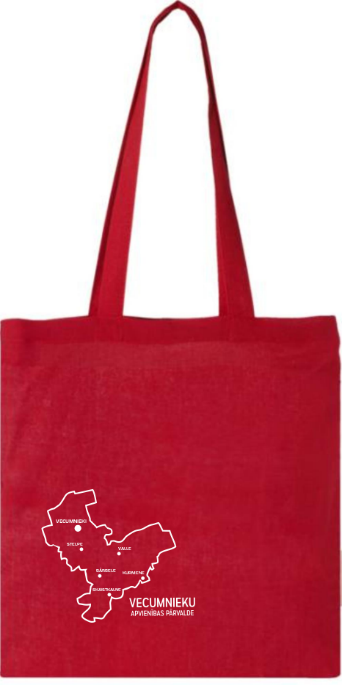 VECUMNIEKI
STELPE
VALLE
BĀRBELE
KURMENE
SKAISTKALNE
VECUMNIEKU
APVIENĪBAS PĀRVALDE